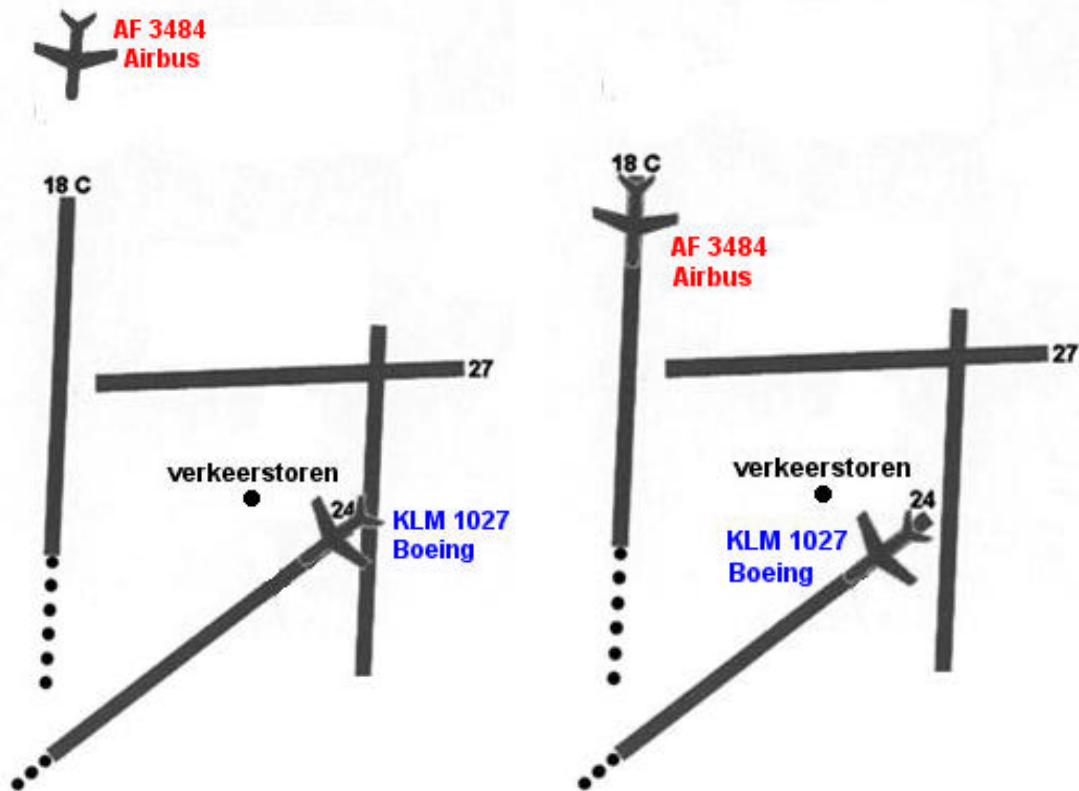 AF 3484
Airbus
18 C
27
verkeerstoren
24
KLM 1027
Boeing
18 C
AF 3484
Airbus
27
verkeerstoren
24
KLM 1027
Boeing